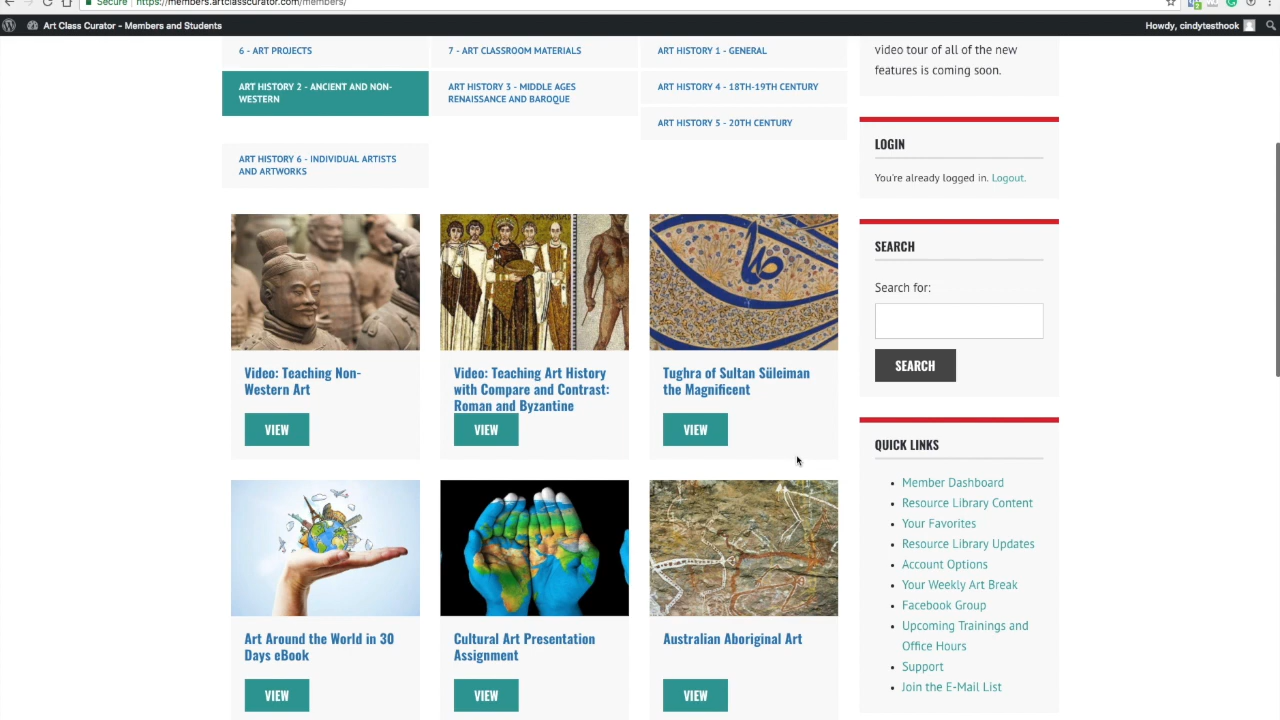 Secure
https://members.artclasscurator.com/members/
Art Class Curator - Members and Students
Howdy, cindytesthook
6 - ART PROJECTS
7 - ART CLASSROOM MATERIALS
ART HISTORY 1 - GENERAL
ART HISTORY 2 - ANCIENT AND NON-
WESTERN
ART HISTORY 3 - MIDDLE AGES
RENAISSANCE AND BAROQUE
ART HISTORY 4 - 18TH-19TH CENTURY
ART HISTORY 5 - 20TH CENTURY
ART HISTORY 6 - INDIVIDUAL ARTISTS
AND ARTWORKS
Video: Teaching Non-
Western Art
VIEW
Video: Teaching Art History
with Compare and Contrast:
Roman and Byzantine
VIEW
Tughra of Sultan Süleiman
the Magnificent
VIEW
Art Around the World in 30
Days eBook
VIEW
Cultural Art Presentation
Assignment
VIEW
Australian Aboriginal Art
VIEW
video tour of all of the new
features is coming soon.
LOGIN
You're already logged in. Logout.
SEARCH
Search for:
SEARCH
QUICK LINKS
Member Dashboard
Resource Library Content
Your Favorites
Resource Library Updates
Account Options
Your Weekly Art Break
Facebook Group
Upcoming Trainings and
Office Hours
Support
Join the E-Mail List